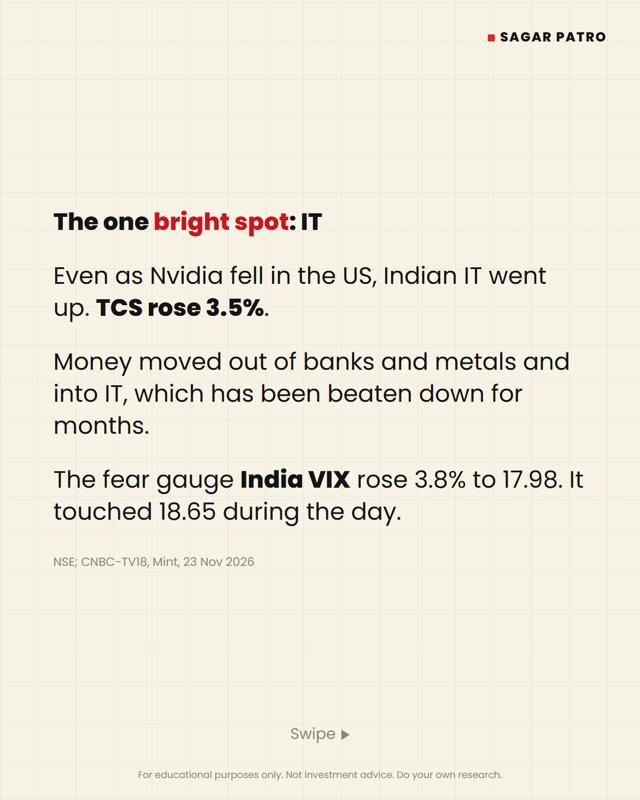 SAGAR PATRO
The one bright spot: IT
Even as Nvidia fell in the US, Indian IT went
up. TCS rose 3.5%.
Money moved out of banks and metals and
into IT, which has been beaten down for
months.
The fear gauge India VIX rose 3.8% to 17.98. It
touched 18.65 during the day.
NSE; CNBC-TV18, Mint, 23 Nov 2026
Swipe
For educational purposes only. Not investment advice. Do your own research.